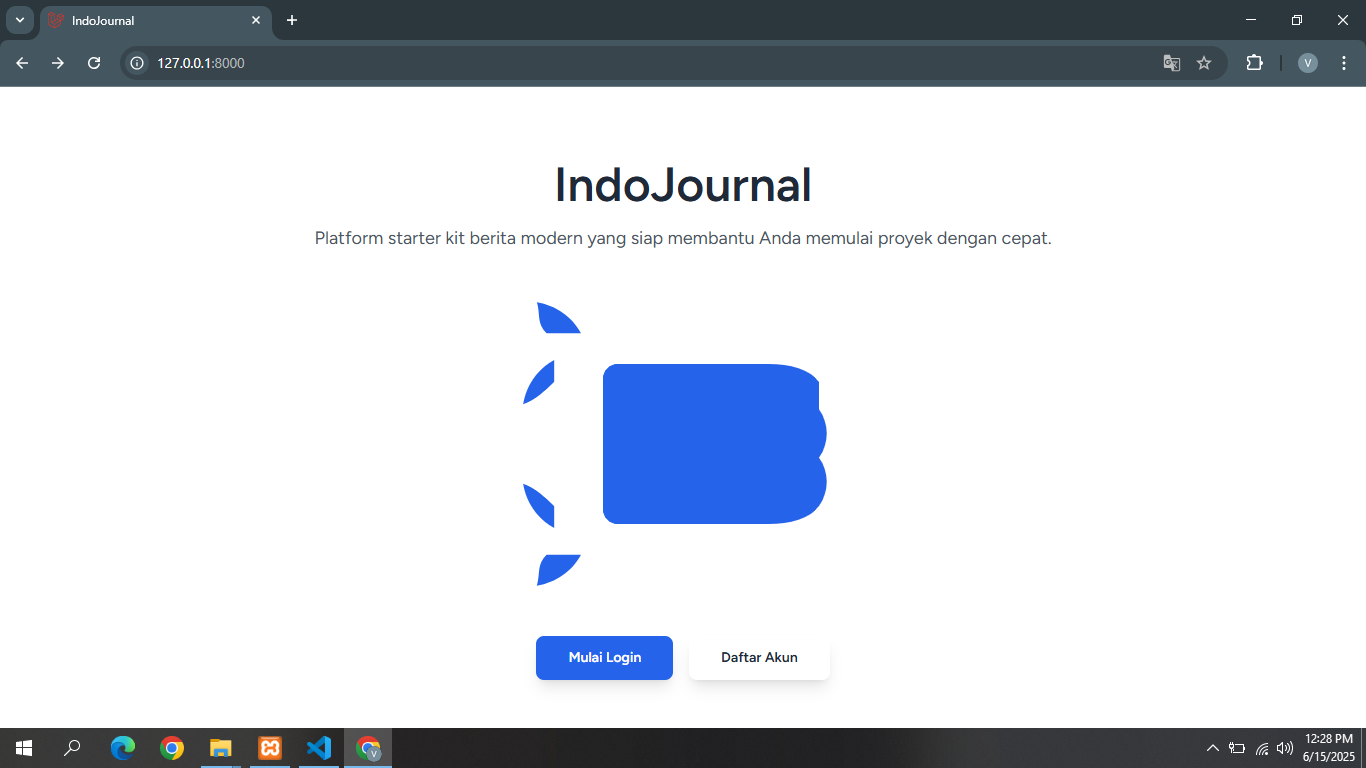 IndoJournal
127.0.0.1:8000
V
IndoJournal
Platform starter kit berita modern yang siap membantu Anda memulai proyek dengan cepat.
Mulai Login
Daftar Akun
V
12:28 PM
6/15/2025